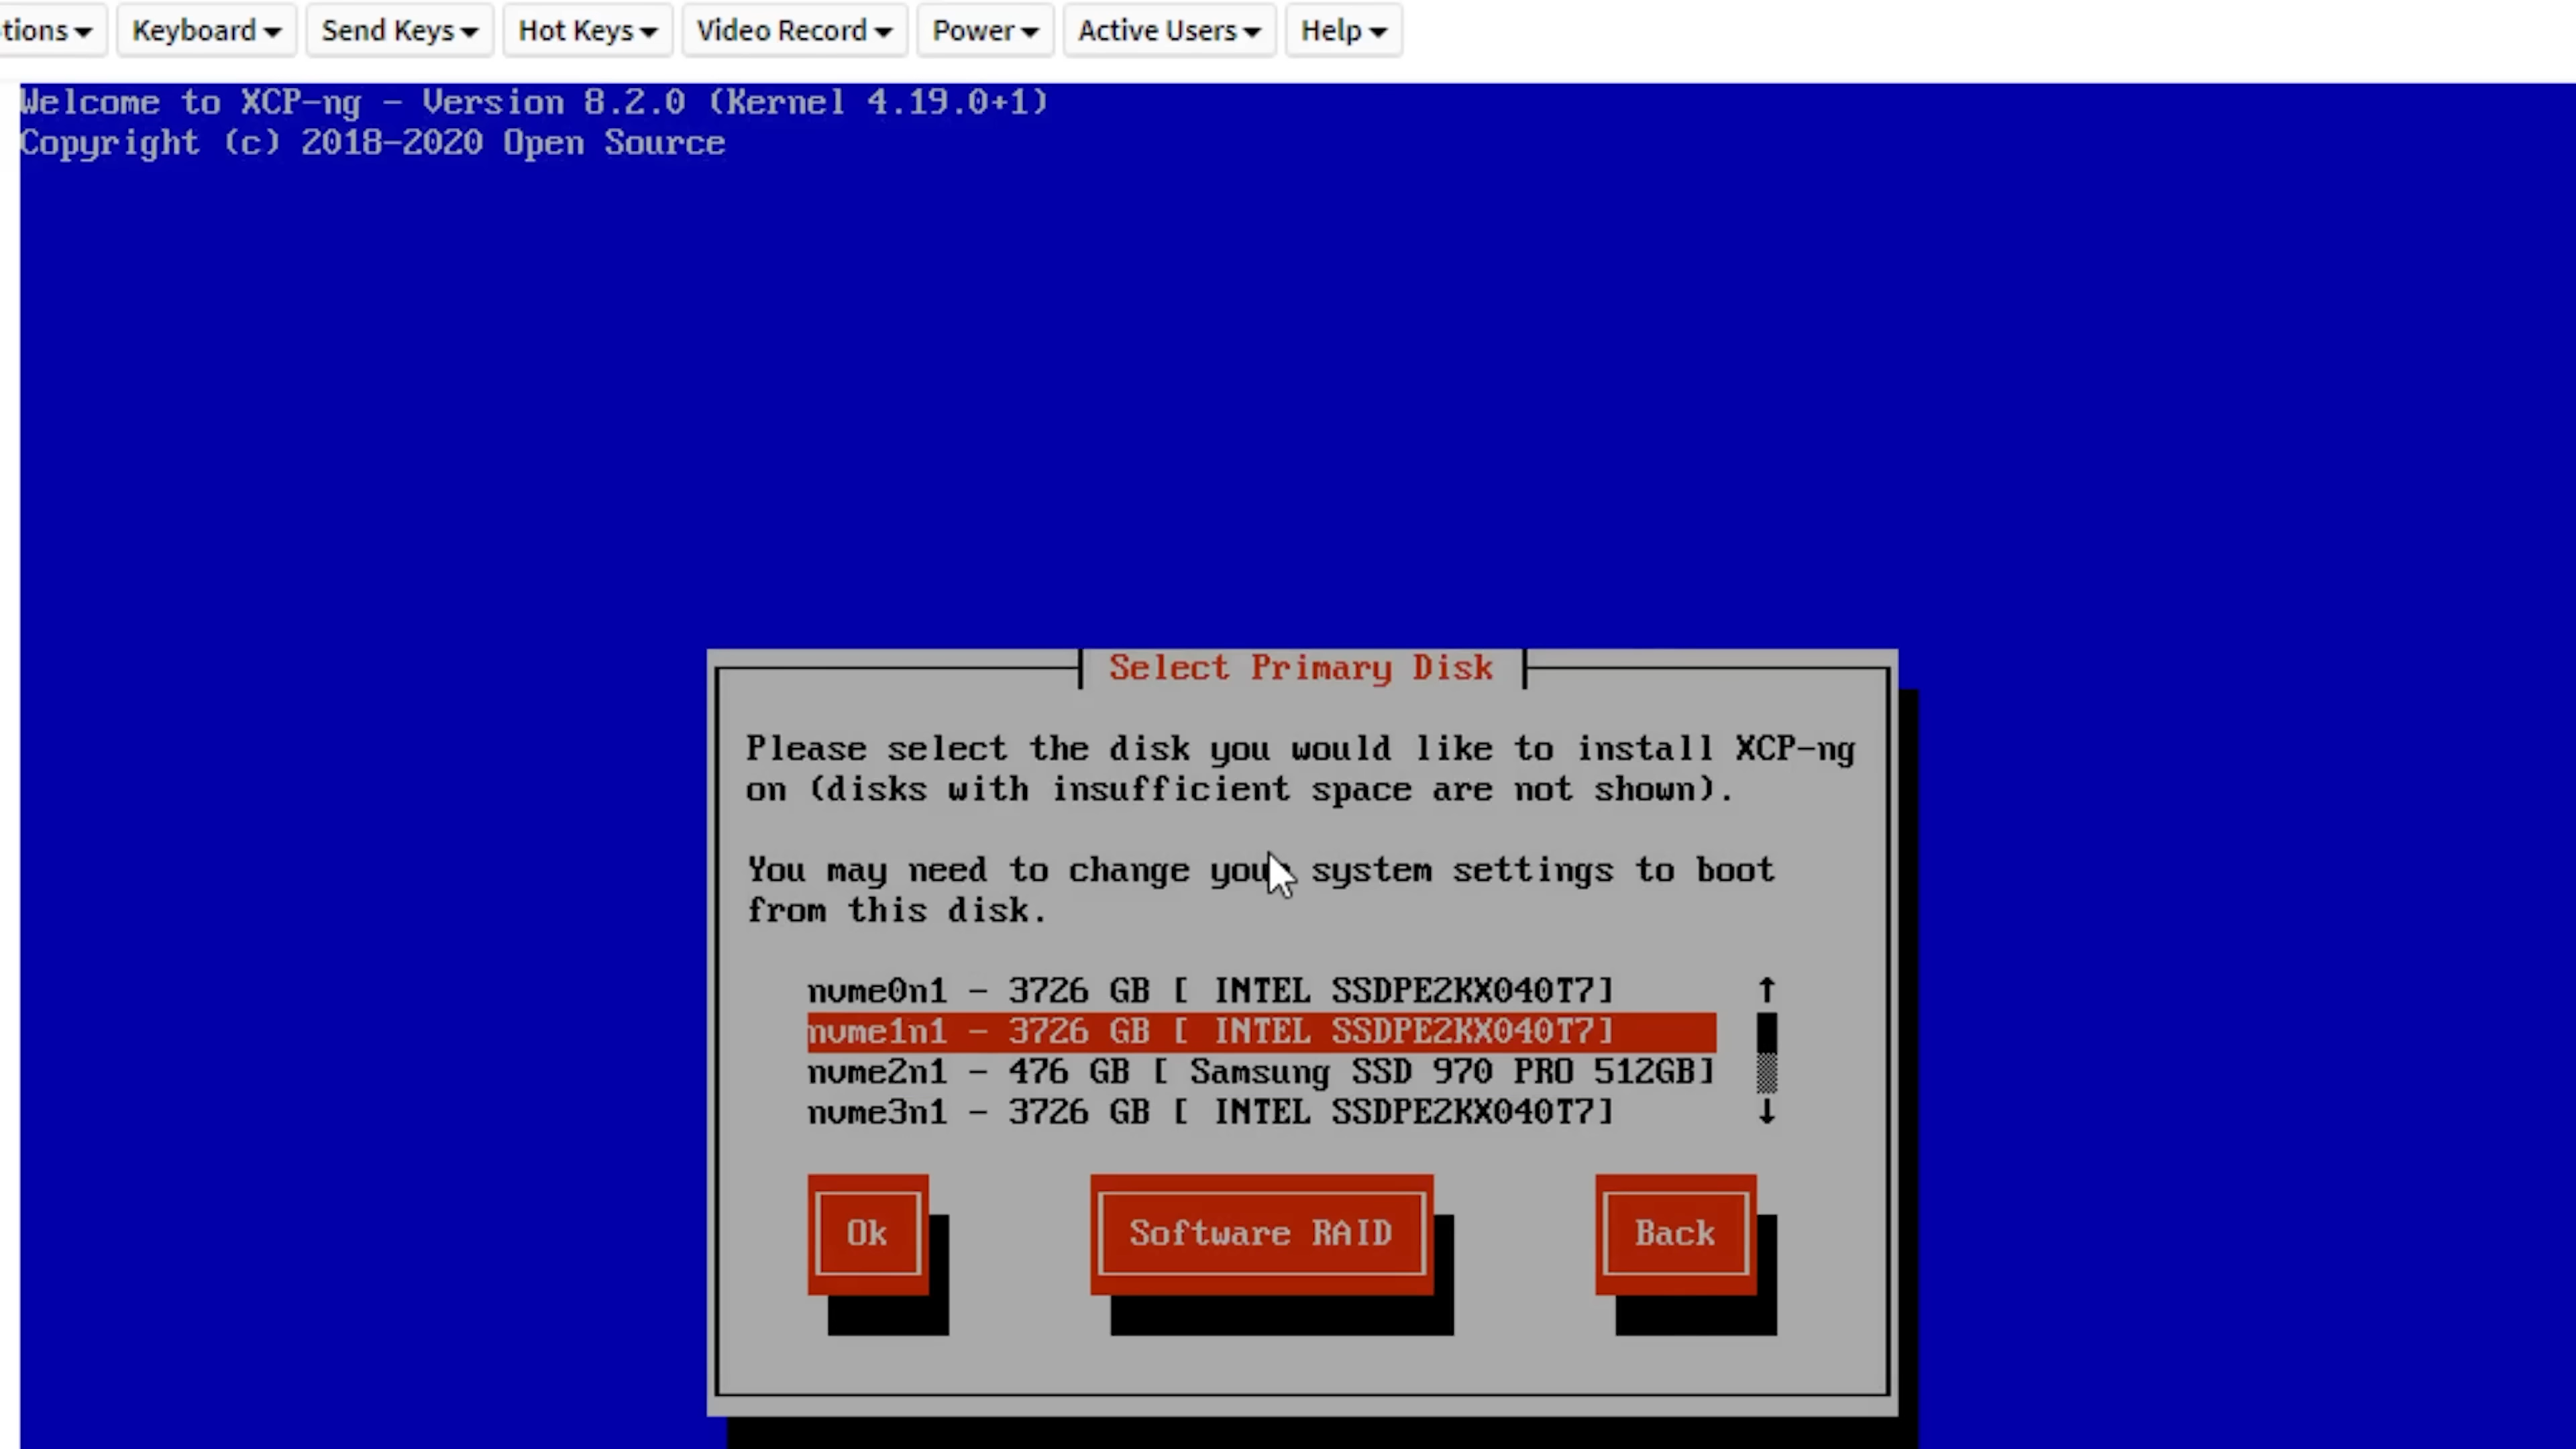 tions
Keyboard
Send Keys
Hot Keys
Video Record
Power
Active Users
Help
Welcome to XCP-ng - Version 8.2.0 (Kernel 4.19.0+1)
Copyright (c) 2018-2020 Open Source
Select Primary Disk
Please select the disk you would like to install XCP-ng
on (disks with insufficient space are not shown).
You may need to change your system settings to boot
from this disk.
nvme0n1 - 3726 GB [ INTEL SSDPE2KX040T7]
nvme1n1 - 3726 GB [ INTEL SSDPE2KX040T7]
nvme2n1 - 476 GB [ Samsung SSD 970 PRO 512GB]
nvme3n1 - 3726 GB [ INTEL SSDPE2KX040T7]
Ok
Software RAID
Back